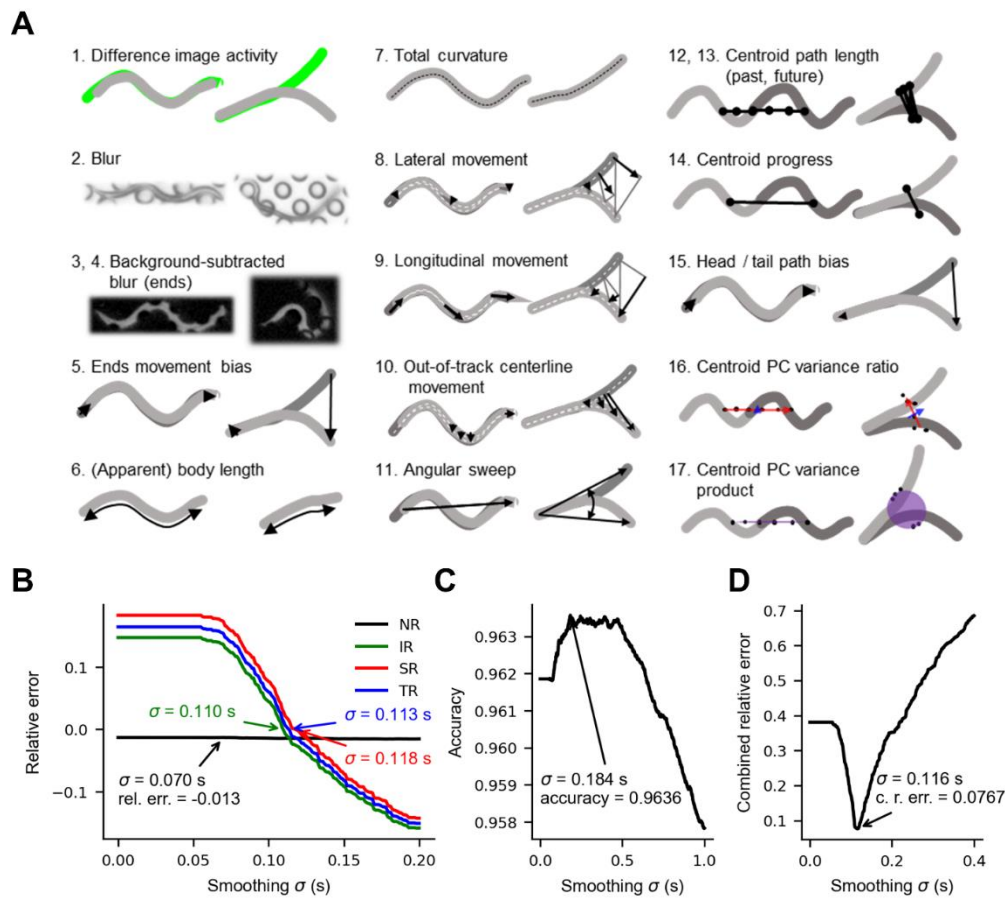 A
1. Difference image activity
2. Blur
3, 4. Background-subtracted
blur (ends)
5. Ends movement bias
6. (Apparent) body length
7. Total curvature
8. Lateral movement
9. Longitudinal movement
10. Out-of-track centerline
movement
11. Angular sweep
12, 13. Centroid path length
(past, future)
14. Centroid progress
15. Head / tail path bias
16. Centroid PC variance ratio
17. Centroid PC variance
product
B
Relative error
0.1
0.0
−0.1
NR
IR
SR
TR
σ = 0.110 s
σ = 0.113 s
σ = 0.118 s
σ = 0.070 s
rel. err. = -0.013
0.00
0.05
0.10
0.15
0.20
Smoothing σ (s)
C
Accuracy
0.963
0.962
0.961
0.960
0.959
0.958
σ = 0.184 s
accuracy = 0.9636
0.0
0.5
1.0
Smoothing σ (s)
D
Combined relative error
0.7
0.6
0.5
0.4
0.3
0.2
0.1
σ = 0.116 s
c. r. err. = 0.0767
0.0
0.2
0.4
Smoothing σ (s)